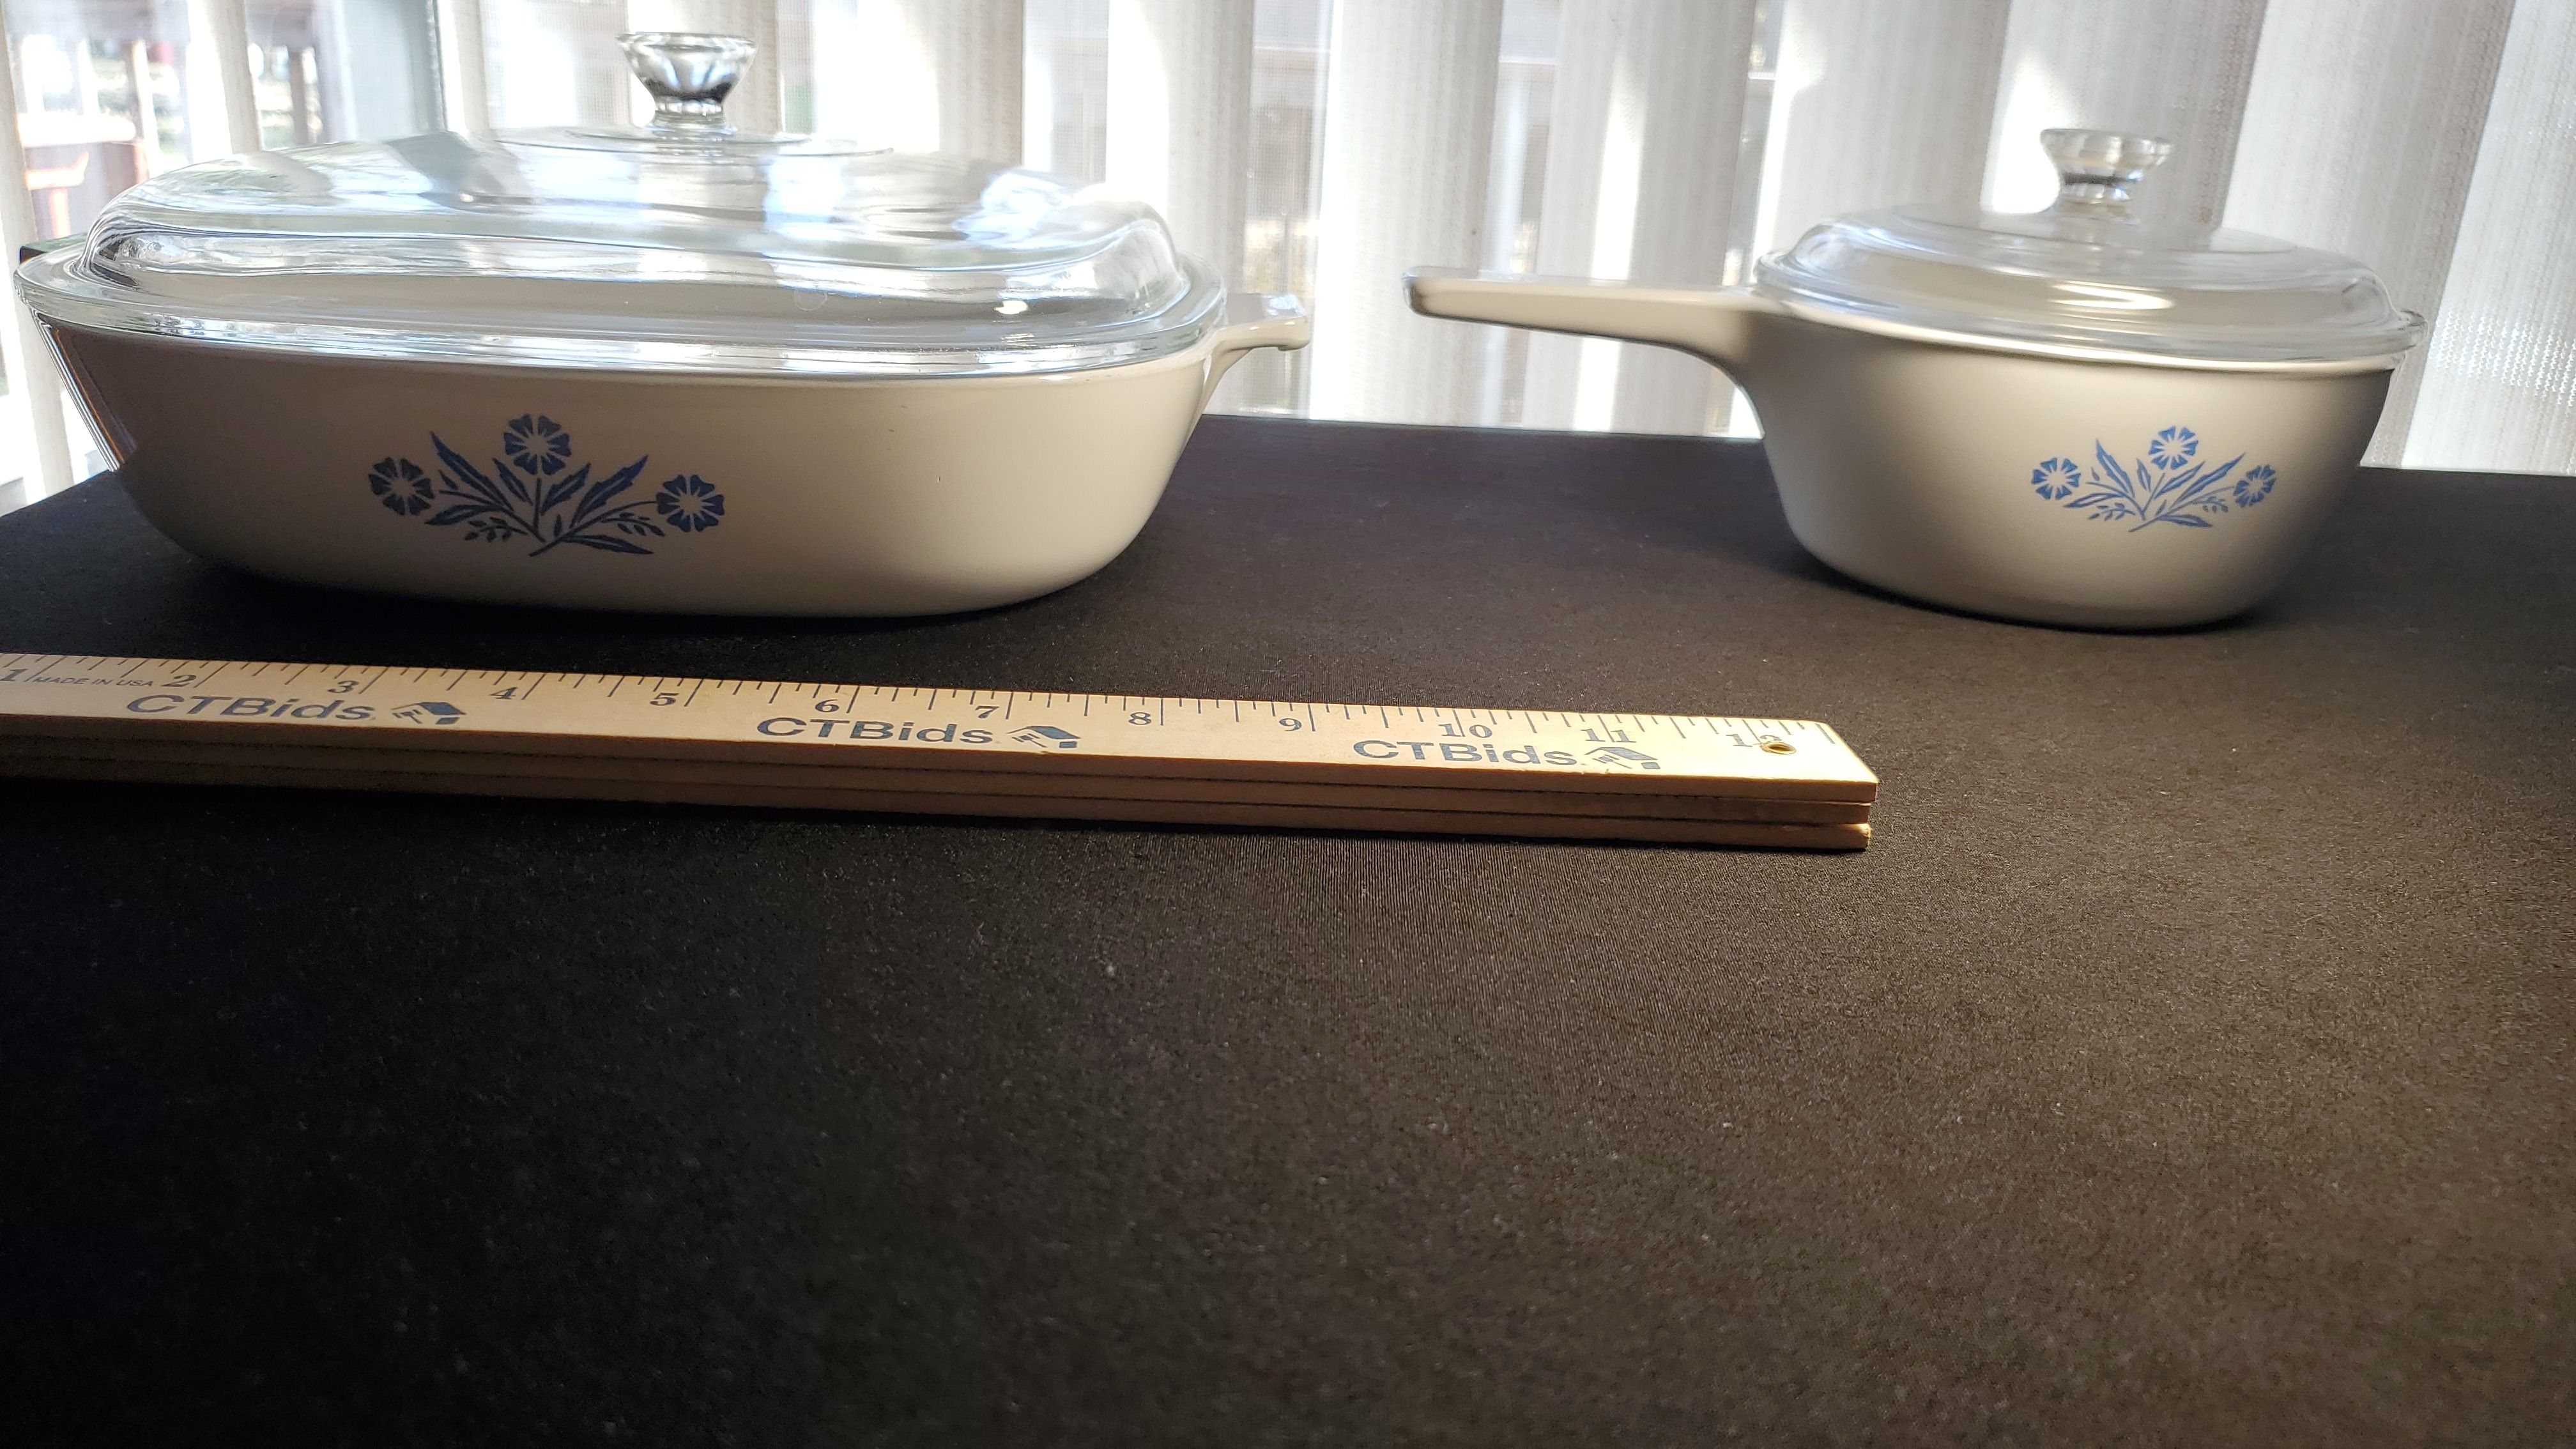 1 MADE IN USA 2 3 4 5 6 7 8 9 10 11 12
CTBids CTBids CTBids